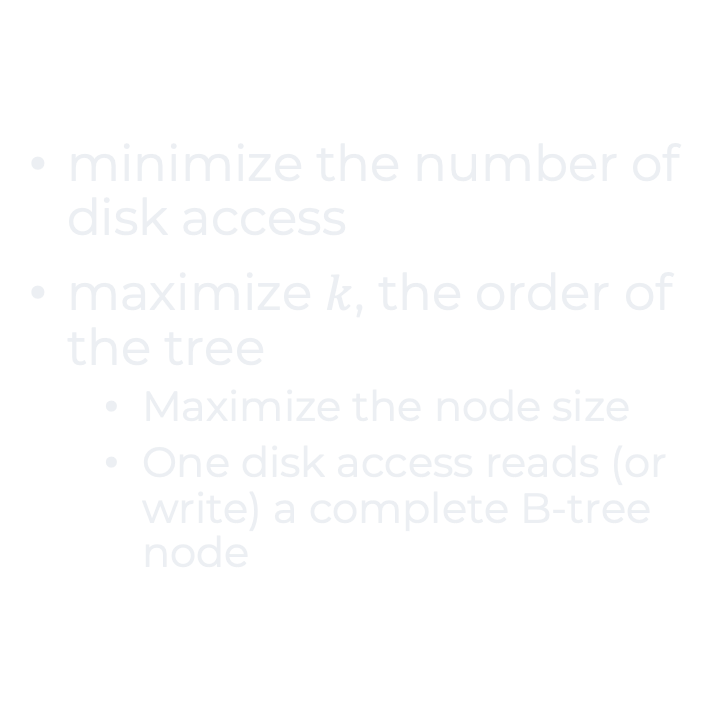 • minimize the number of
disk access
• maximize k, the order of
the tree
• Maximize the node size
• One disk access reads (or
write) a complete B-tree
node